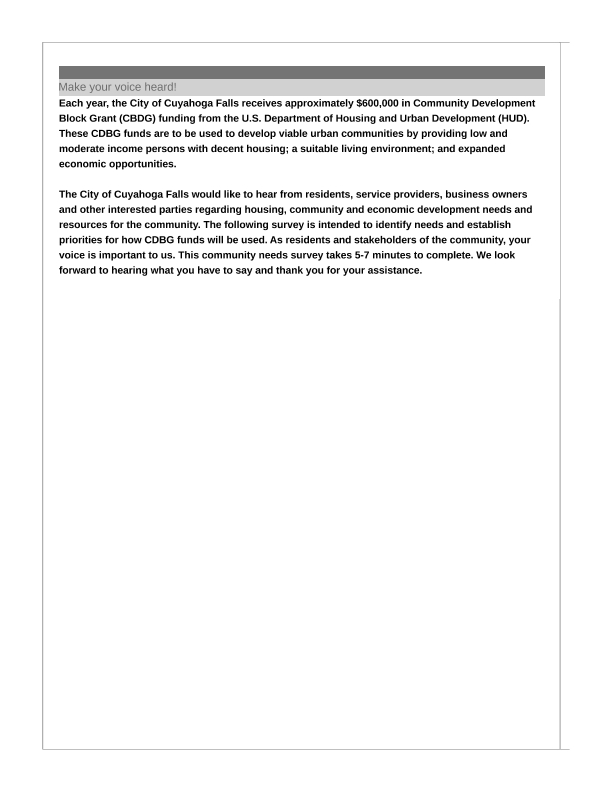 Make your voice heard!
Each year, the City of Cuyahoga Falls receives approximately $600,000 in Community Development
Block Grant (CBDG) funding from the U.S. Department of Housing and Urban Development (HUD).
These CDBG funds are to be used to develop viable urban communities by providing low and
moderate income persons with decent housing; a suitable living environment; and expanded
economic opportunities.
The City of Cuyahoga Falls would like to hear from residents, service providers, business owners
and other interested parties regarding housing, community and economic development needs and
resources for the community. The following survey is intended to identify needs and establish
priorities for how CDBG funds will be used. As residents and stakeholders of the community, your
voice is important to us. This community needs survey takes 5-7 minutes to complete. We look
forward to hearing what you have to say and thank you for your assistance.